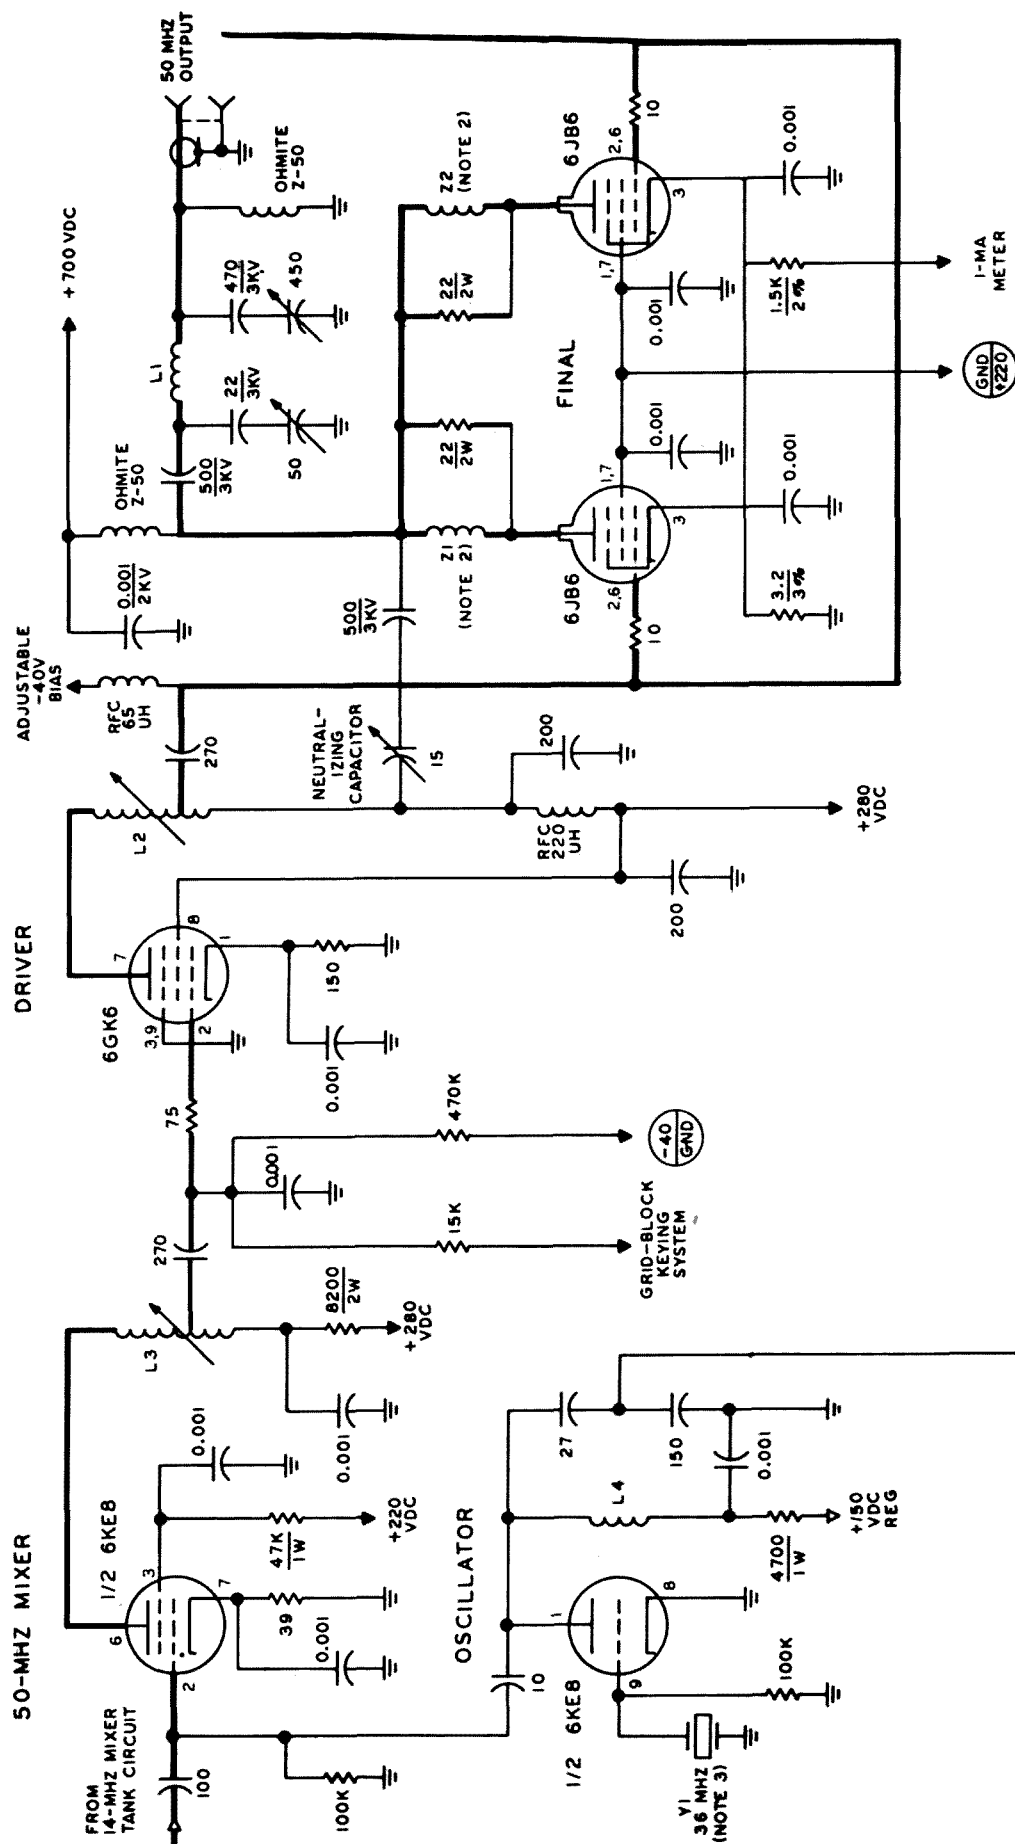 50-MHZ MIXER
DRIVER
FROM
14-MHZ MIXER
TANK CIRCUIT
100
100K
2
6
1/2 6KE8
3
7
0.001
39
0.001
47K
1W
+220
VDC
L3
0.001
8200
2W
+280
VDC
270
75
0.001
15K
GRID-BLOCK
KEYING
SYSTEM
470K
-40
GND
6GK6
3,9
2
7
8
1
0.001
150
L2
200
RFC
220
UH
200
+280
VDC
NEUTRAL-
IZING
CAPACITOR
15
270
ADJUSTABLE
-40V
BIAS
RFC
65
UH
0.001
2KV
+700 VDC
OHMITE
Z-50
500
3KV
500
3KV
22
3KV
50
L1
470
3KV
450
OHMITE
Z-50
50 MHZ
OUTPUT
Z1
(NOTE 2)
22
2W
22
2W
Z2
(NOTE 2)
FINAL
6JB6
2,6
1,7
3
10
6JB6
2,6
1,7
3
10
0.001
0.001
0.001
0.001
3.2
3%
1.5K
2%
1-MA
METER
GND
+220
OSCILLATOR
10
1/2 6KE8
1
9
8
Y1
36 MHZ
(NOTE 3)
100K
L4
4700
1W
+150
VDC
REG
27
150
0.001